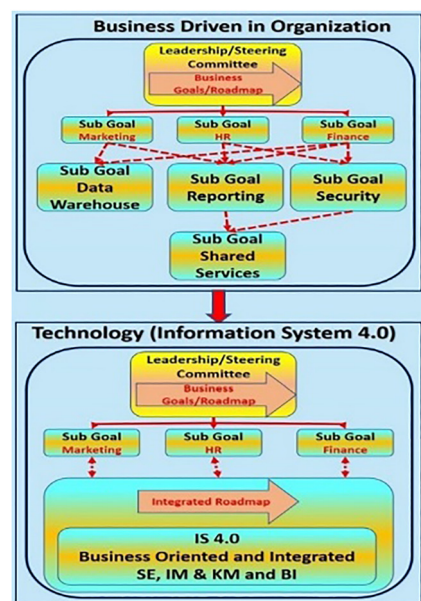 Business Driven in Organization
Leadership/Steering
Committee
Business
Goals/Roadmap
Sub Goal
Marketing
Sub Goal
HR
Sub Goal
Finance
Sub Goal
Data
Warehouse
Sub Goal
Reporting
Sub Goal
Security
Sub Goal
Shared
Services
Technology (Information System 4.0)
Leadership/Steering
Committee
Business
Goals/Roadmap
Sub Goal
Marketing
Sub Goal
HR
Sub Goal
Finance
Integrated Roadmap
IS 4.0
Business Oriented and Integrated
SE, IM & KM and BI